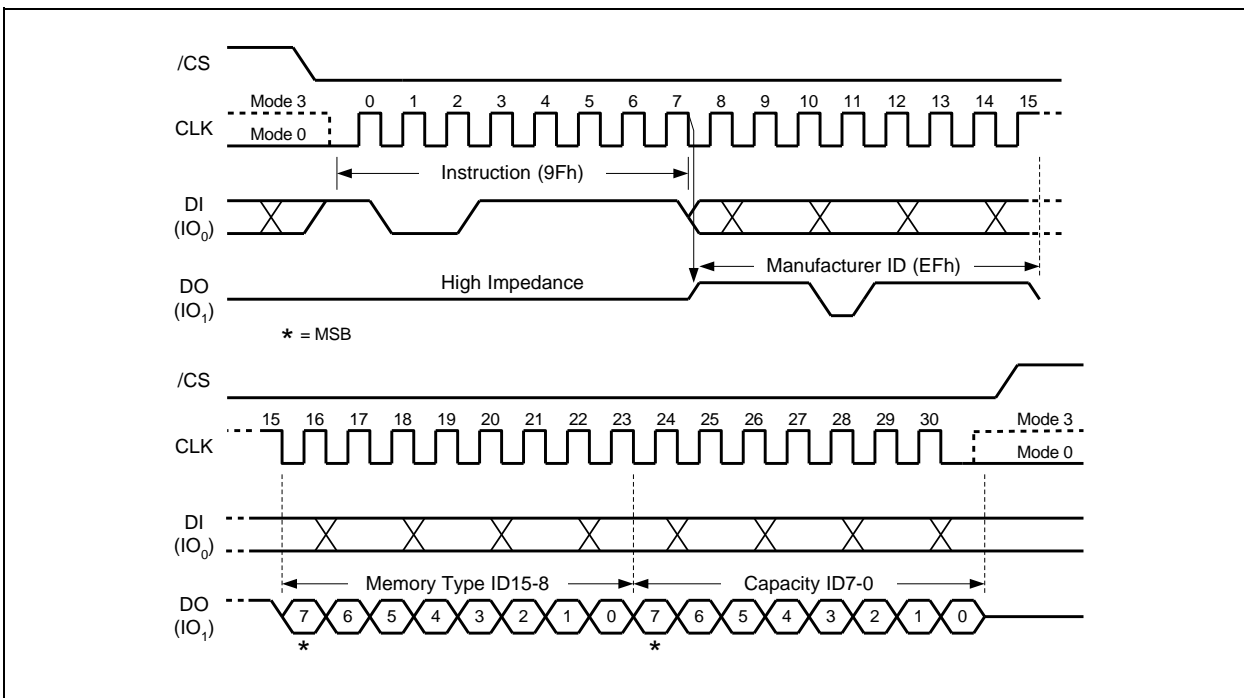 /CS
Mode 3
0 1 2 3 4 5 6 7 8 9 10 11 12 13 14 15
CLK
Mode 0
Instruction (9Fh)
DI
(IO0)
Manufacturer ID (EFh)
High Impedance
DO
(IO1)
* = MSB
/CS
15 16 17 18 19 20 21 22 23 24 25 26 27 28 29 30
Mode 3
CLK
Mode 0
DI
(IO0)
Memory Type ID15-8
Capacity ID7-0
DO
(IO1)
7 6 5 4 3 2 1 0 7 6 5 4 3 2 1 0
* *